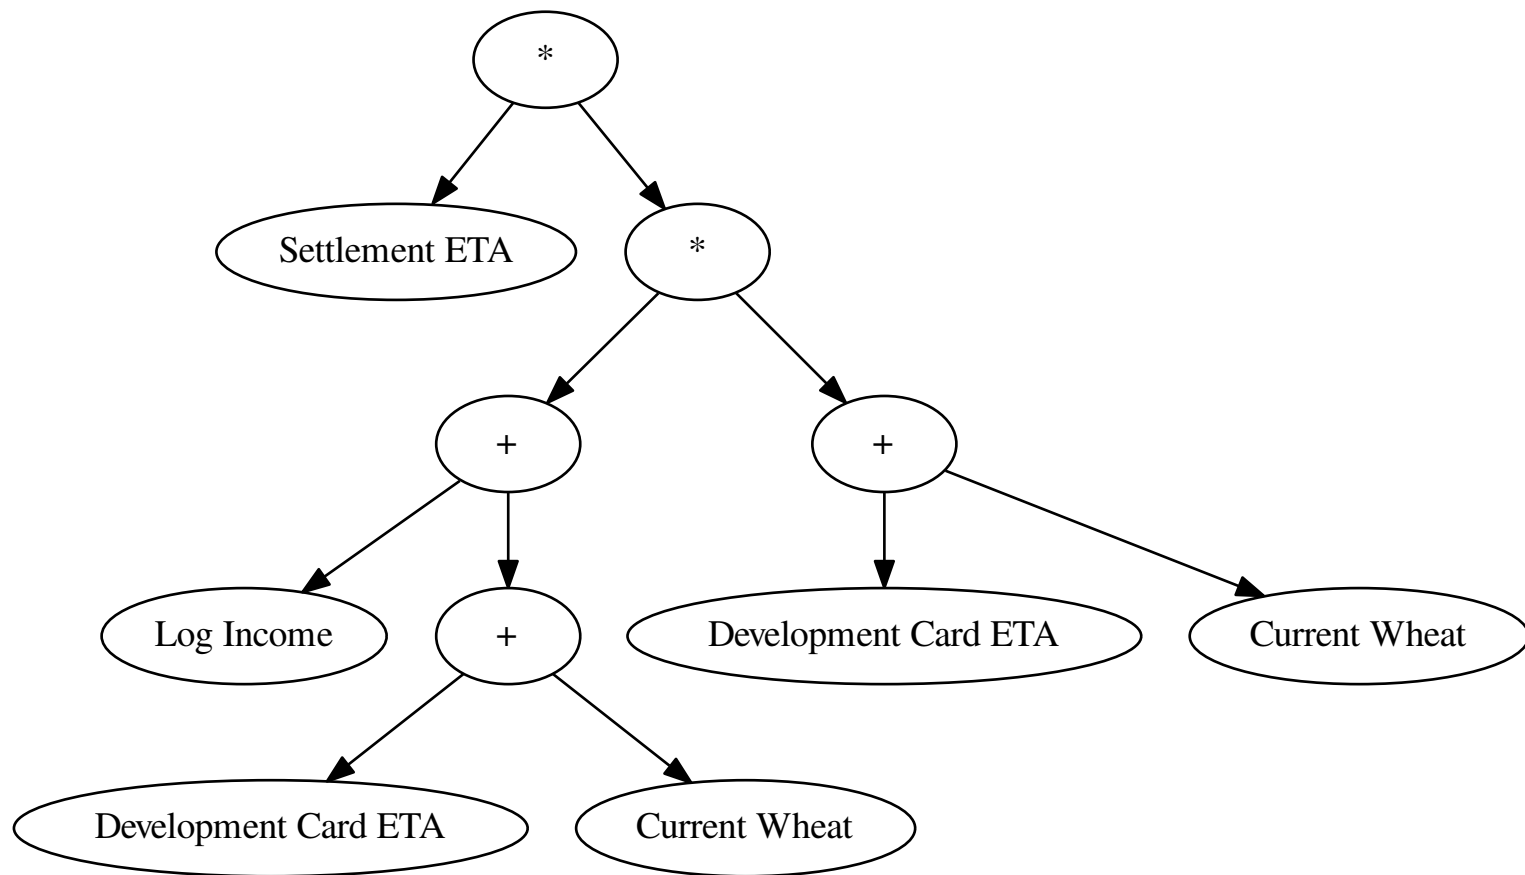 *
Settlement ETA
*
+
+
Log Income
+
Development Card ETA
Current Wheat
Development Card ETA
Current Wheat